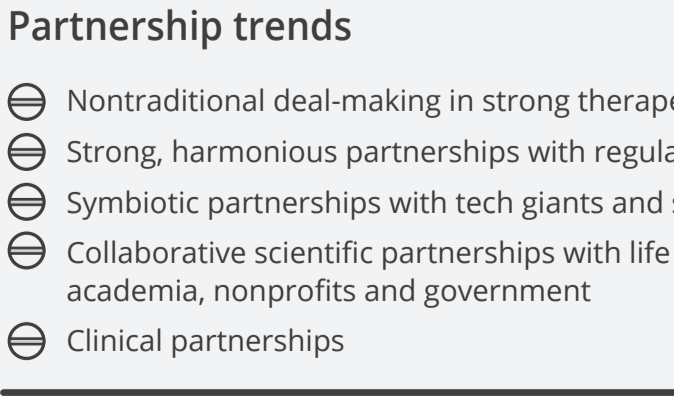 Partnership trends
Nontraditional deal-making in strong
Strong, harmonious partnerships with
Symbiotic partnerships with tech giants and
Collaborative scientific partnerships with life
academia, nonprofits and government
Clinical partnerships